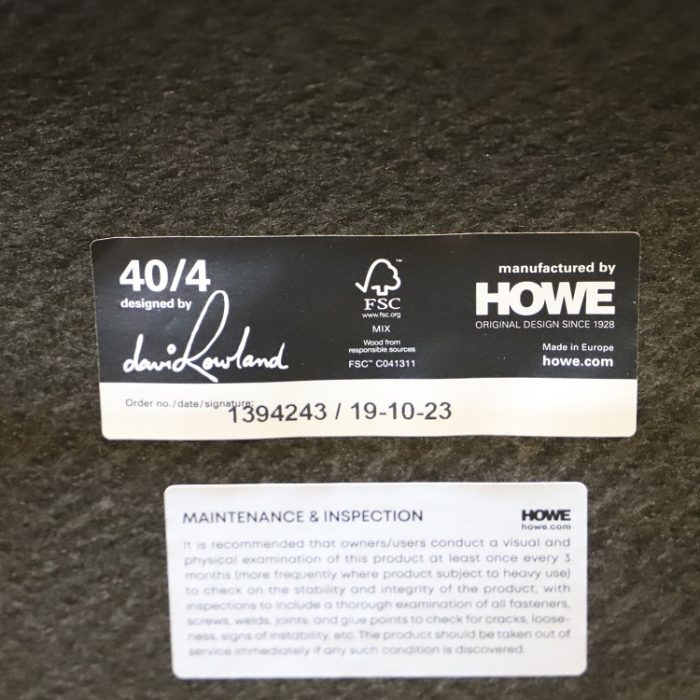 40/4
designed by
david Rowland
FSC™
www.fsc.org
MIX
Wood from
responsible sources
FSC™ C041311
manufactured by
HOWE
ORIGINAL DESIGN SINCE 1928
Made in Europe
howe.com
Order no./date/signature: 1394243 / 19-10-23
MAINTENANCE & INSPECTION
HOWE
howe.com
It is recommended that owners/users conduct a visual and
physical examination of this product at least once every 3
months (more frequently where product subject to heavy use)
to check on the stability and integrity of the product, with
inspections to include a thorough examination of all fasteners,
screws, welds, joints, and glue points to check for cracks, loose-
ness, signs of instability, etc. The product should be taken out of
service immediately if any such condition is discovered.